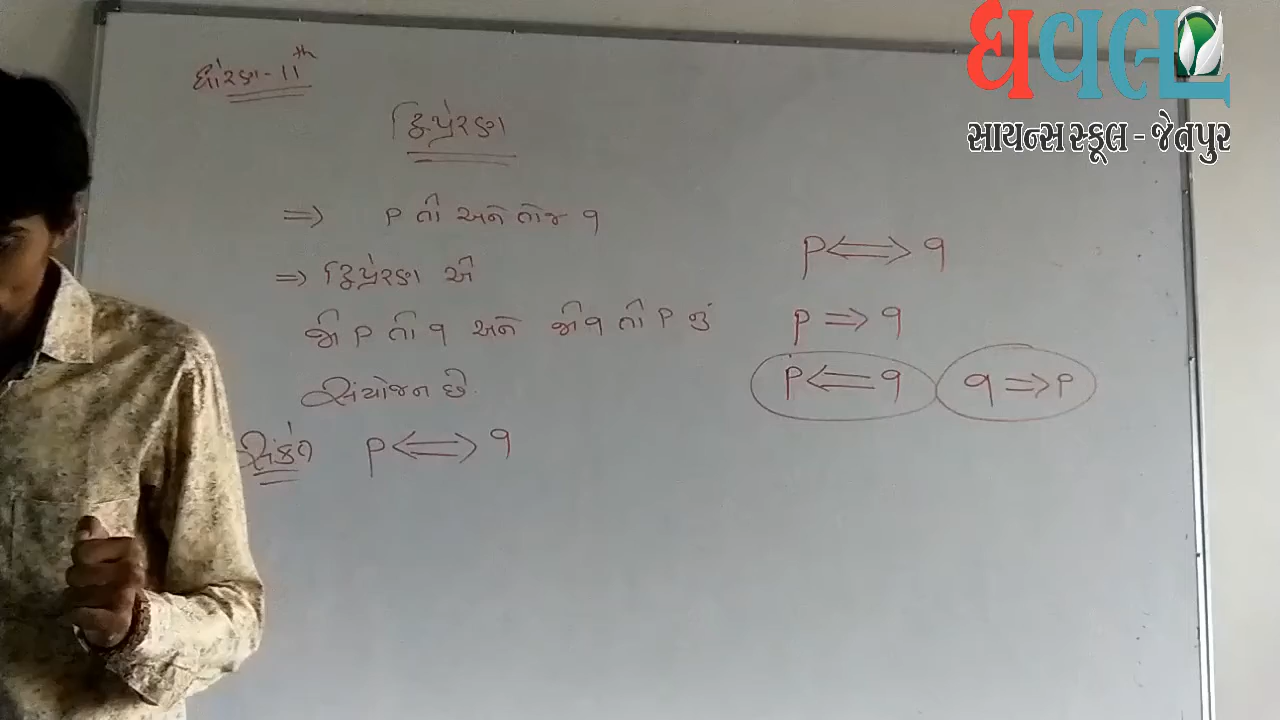 ધવલ
સાયન્સ સ્કૂલ - જેતપુર
ધોરણ - 11th
દ્વિપ્રેરણ
=> P તો અને તોજ q
=> દ્વિપ્રેરણ એ
જો P તો q અને જો q તો P નું
સંયોજન છે.
સંકેત P <=> q
P <=> q
P => q
P <= q q => P